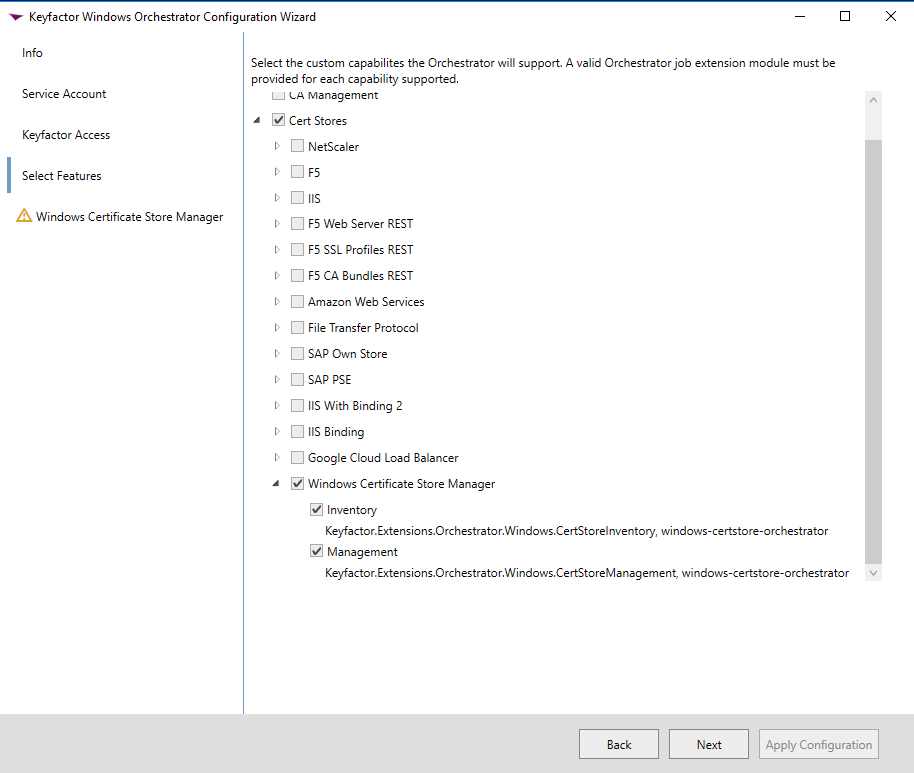 Keyfactor Windows Orchestrator Configuration Wizard
Info
Service Account
Keyfactor Access
Select Features
Windows Certificate Store Manager
Select the custom capabilites the Orchestrator will support. A valid Orchestrator job extension module must be
provided for each capability supported.
CA Management
Cert Stores
NetScaler
F5
IIS
F5 Web Server REST
F5 SSL Profiles REST
F5 CA Bundles REST
Amazon Web Services
File Transfer Protocol
SAP Own Store
SAP PSE
IIS With Binding 2
IIS Binding
Google Cloud Load Balancer
Windows Certificate Store Manager
Inventory
Keyfactor.Extensions.Orchestrator.Windows.CertStoreInventory, windows-certstore-orchestrator
Management
Keyfactor.Extensions.Orchestrator.Windows.CertStoreManagement, windows-certstore-orchestrator
Back
Next
Apply Configuration